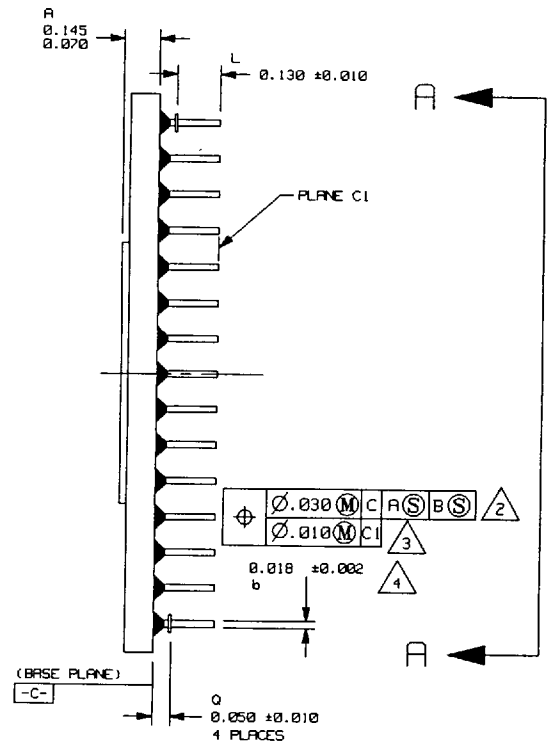 A
0.145
0.070
L
0.130 ±0.010
A
PLANE C1
⌖ Ø.030 Ⓜ C A Ⓢ B Ⓢ 2
Ø.010 Ⓜ C1 3
0.018 ±0.002
b
4
A
(BASE PLANE)
-C-
Q
0.050 ±0.010
4 PLACES